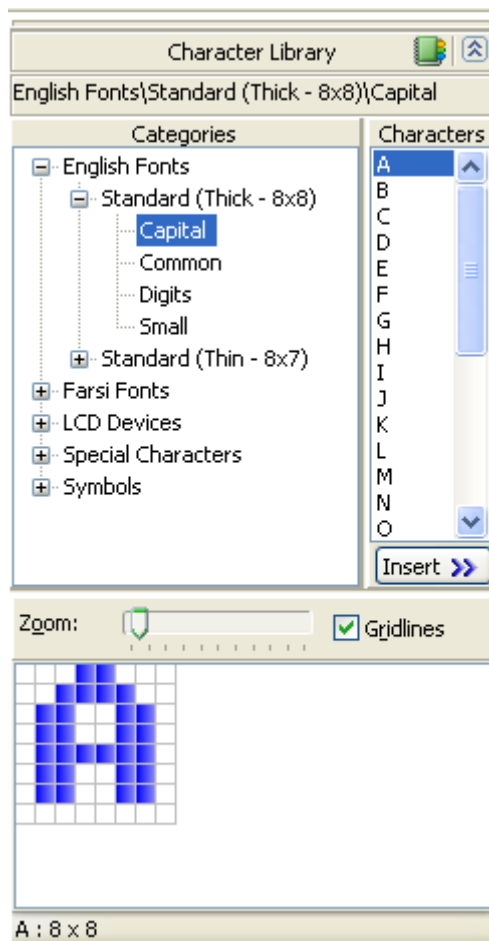 Character Library
English Fonts\Standard (Thick - 8x8)\Capital
Categories
English Fonts
Standard (Thick - 8x8)
Capital
Common
Digits
Small
Standard (Thin - 8x7)
Farsi Fonts
LCD Devices
Special Characters
Symbols
Characters
A
B
C
D
E
F
G
H
I
J
K
L
M
N
O
Insert
Zoom:
Gridlines
A : 8 x 8